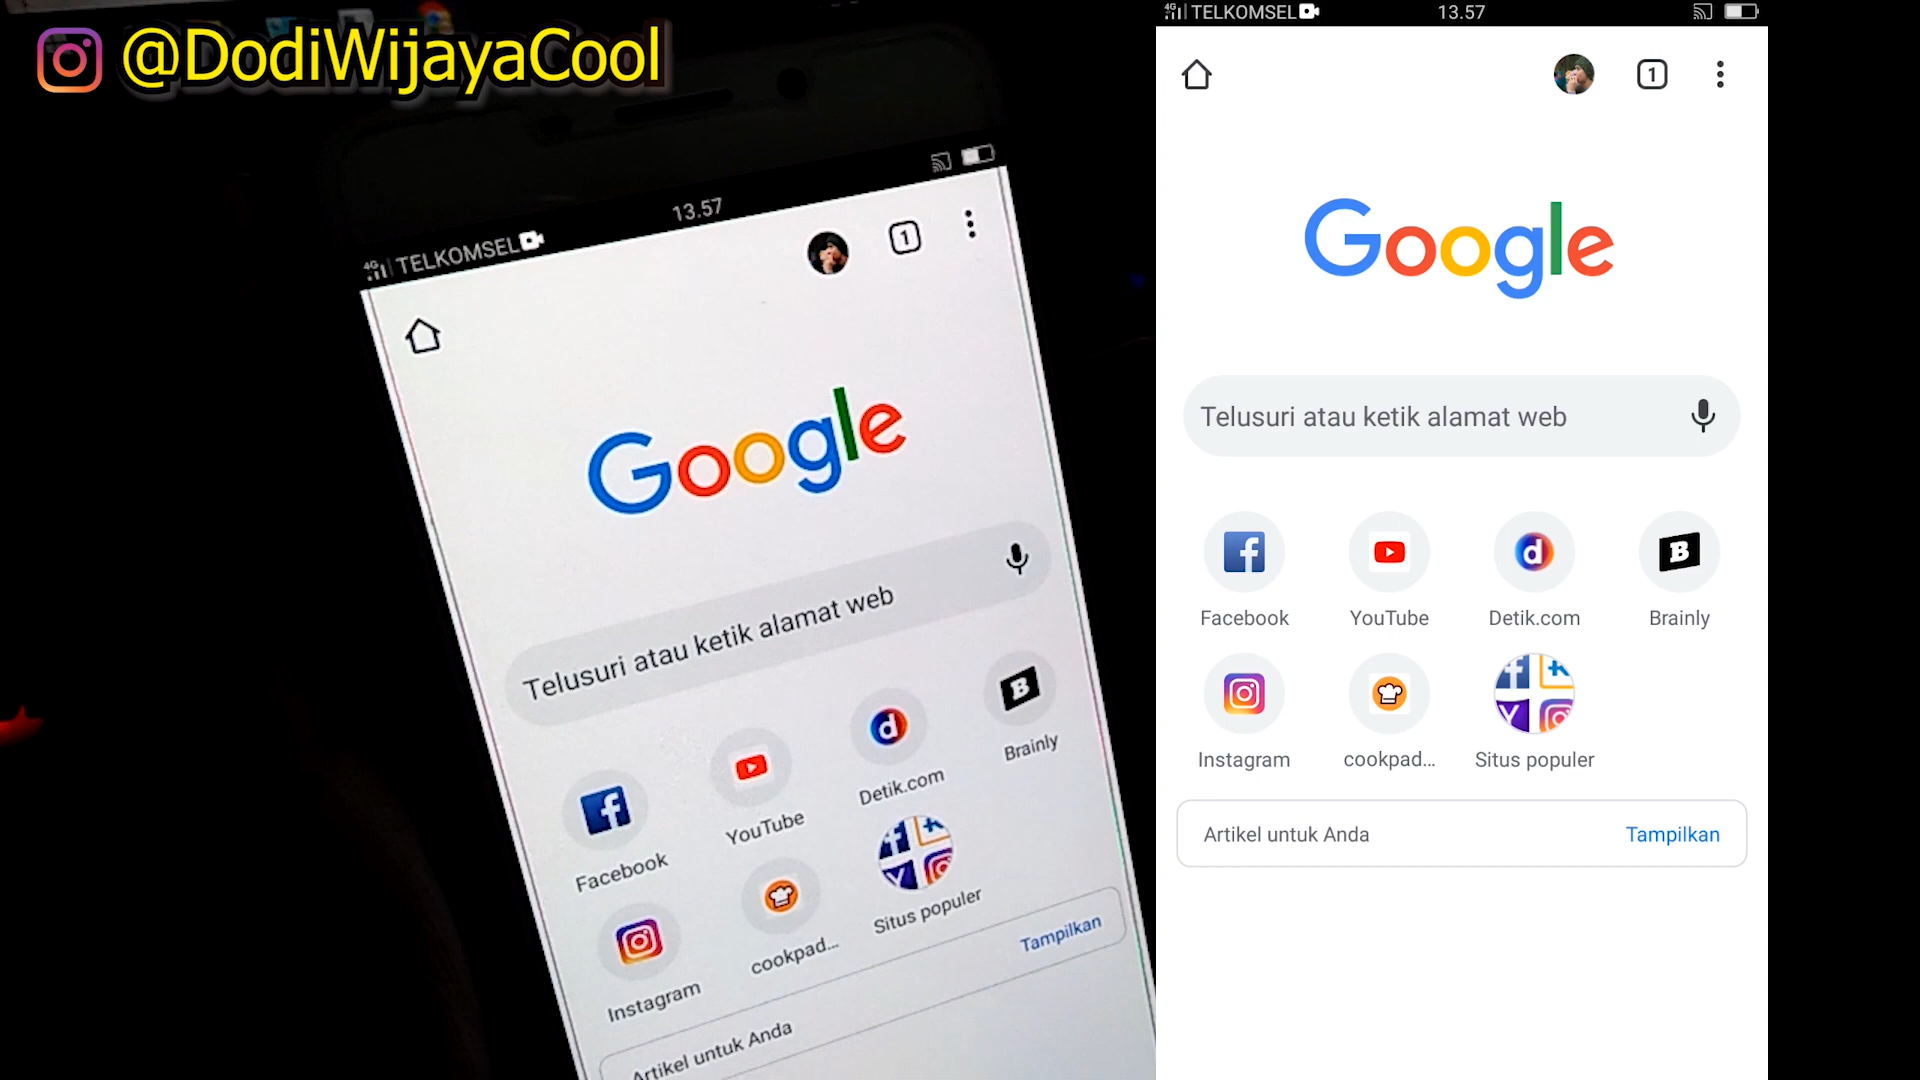 @DodiWijayaCool
4G TELKOMSEL
13.57
1
Google
Telusuri atau ketik alamat web
Facebook
YouTube
Detik.com
Brainly
Instagram
cookpad...
Situs populer
Artikel untuk Anda
Tampilkan
4G TELKOMSEL 13.57
1
Google
Telusuri atau ketik alamat web
Facebook YouTube Detik.com Brainly
Instagram cookpad... Situs populer
Artikel untuk Anda Tampilkan